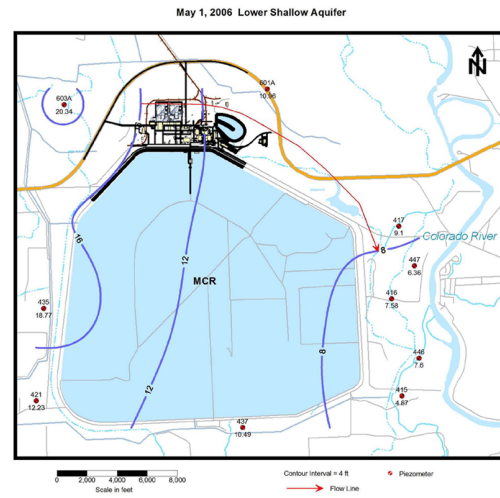 May 1, 2006 Lower Shallow Aquifer
N
603A
20.34
601A
10.96
417
9.1
Colorado River
8
447
6.36
16
12
MCR
416
7.58
435
18.77
8
446
7.6
12
421
12.23
415
4.87
437
10.49
0 2,000 4,000 6,000 8,000
Scale in feet
Contour Interval = 4 ft
Piezometer
Flow Line